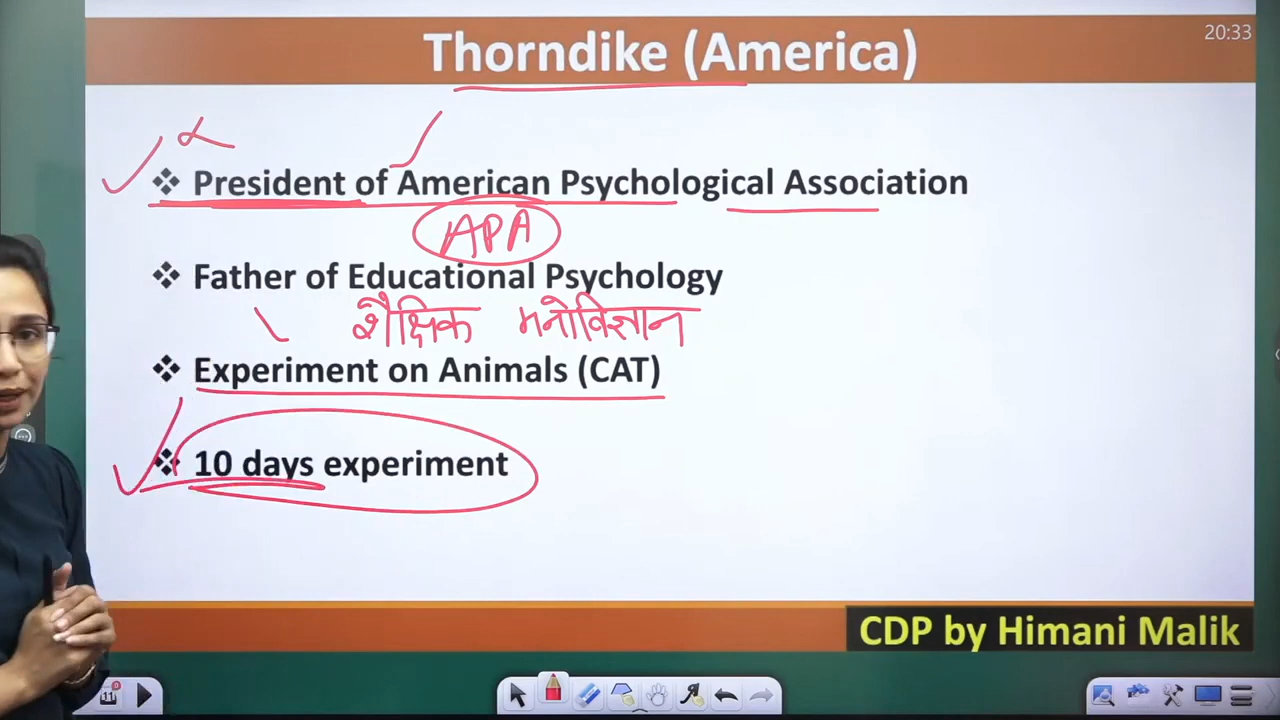 Thorndike (America)
20:33
❖ President of American Psychological Association
APA
❖ Father of Educational Psychology
शैक्षिक मनोविज्ञान
❖ Experiment on Animals (CAT)
❖ 10 days experiment
CDP by Himani Malik